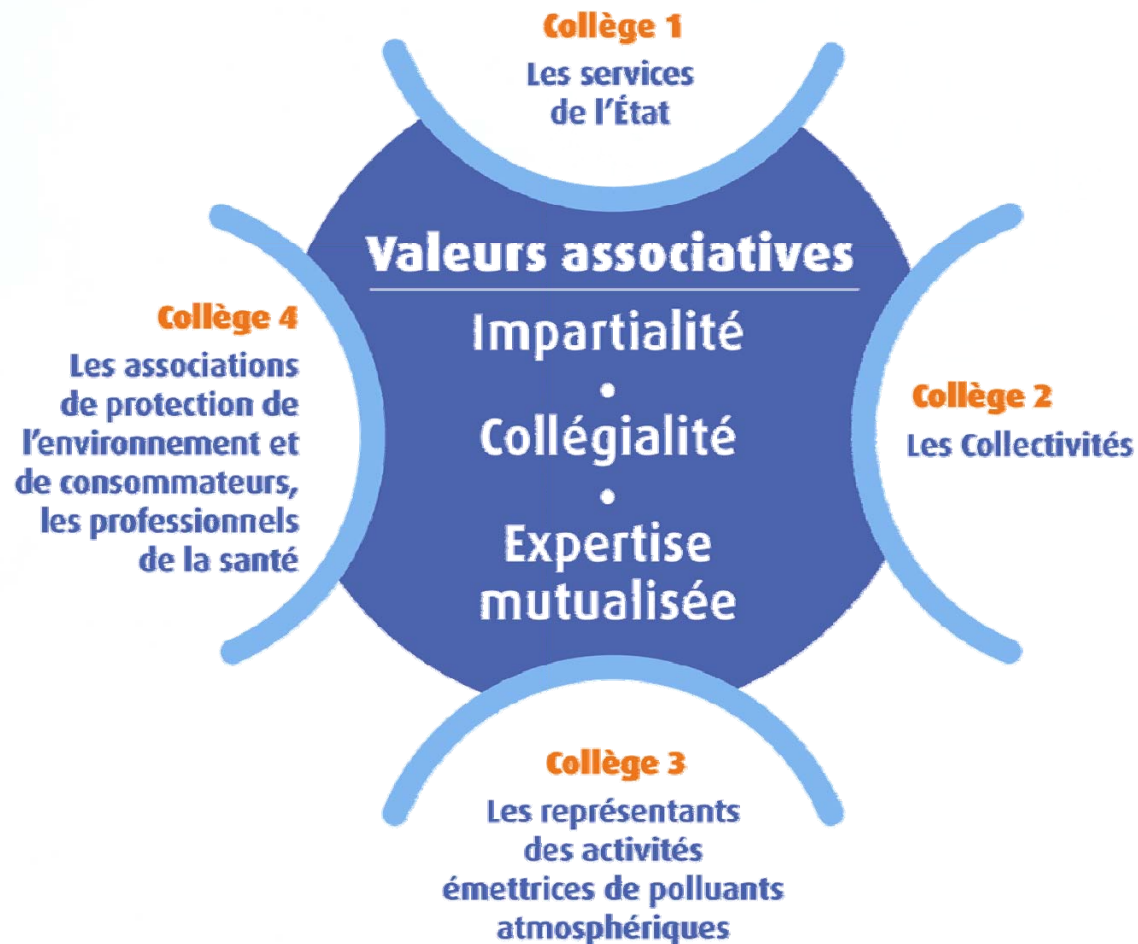 Collège 1
Les services
de l'État
Valeurs associatives
Impartialité
•
Collégialité
•
Expertise
mutualisée
Collège 4
Les associations
de protection de
l'environnement et
de consommateurs,
les professionnels
de la santé
Collège 2
Les Collectivités
Collège 3
Les représentants
des activités
émettrices de polluants
atmosphériques